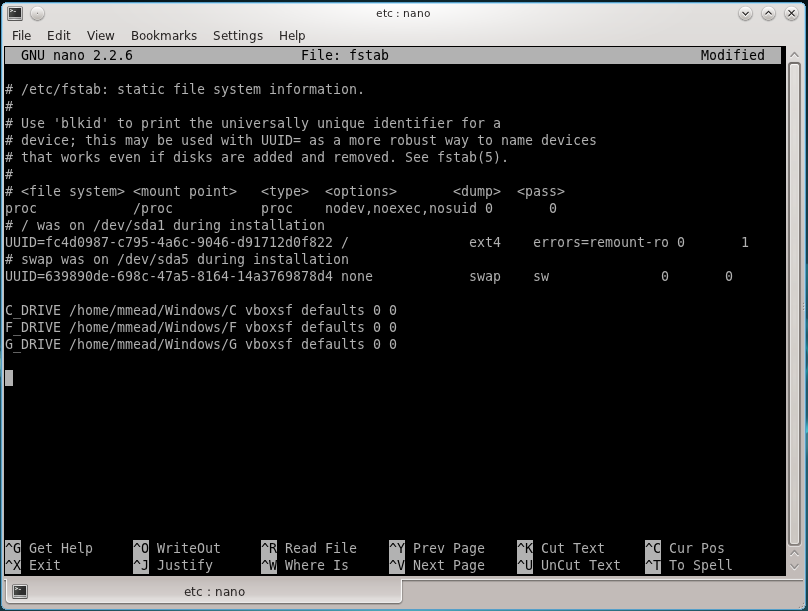 etc : nano
File Edit View Bookmarks Settings Help
GNU nano 2.2.6 File: fstab Modified
# /etc/fstab: static file system information.
#
# Use 'blkid' to print the universally unique identifier for a
# device; this may be used with UUID= as a more robust way to name devices
# that works even if disks are added and removed. See fstab(5).
#
# <file system> <mount point>   <type>  <options>       <dump>  <pass>
proc            /proc           proc    nodev,noexec,nosuid 0       0
# / was on /dev/sda1 during installation
UUID=fc4d0987-c795-4a6c-9046-d91712d0f822 /               ext4    errors=remount-ro 0       1
# swap was on /dev/sda5 during installation
UUID=639890de-698c-47a5-8164-14a3769878d4 none            swap    sw              0       0
C_DRIVE /home/mmead/Windows/C vboxsf defaults 0 0
F_DRIVE /home/mmead/Windows/F vboxsf defaults 0 0
G_DRIVE /home/mmead/Windows/G vboxsf defaults 0 0
^G Get Help ^O WriteOut ^R Read File ^Y Prev Page ^K Cut Text ^C Cur Pos
^X Exit ^J Justify ^W Where Is ^V Next Page ^U UnCut Text ^T To Spell
etc : nano